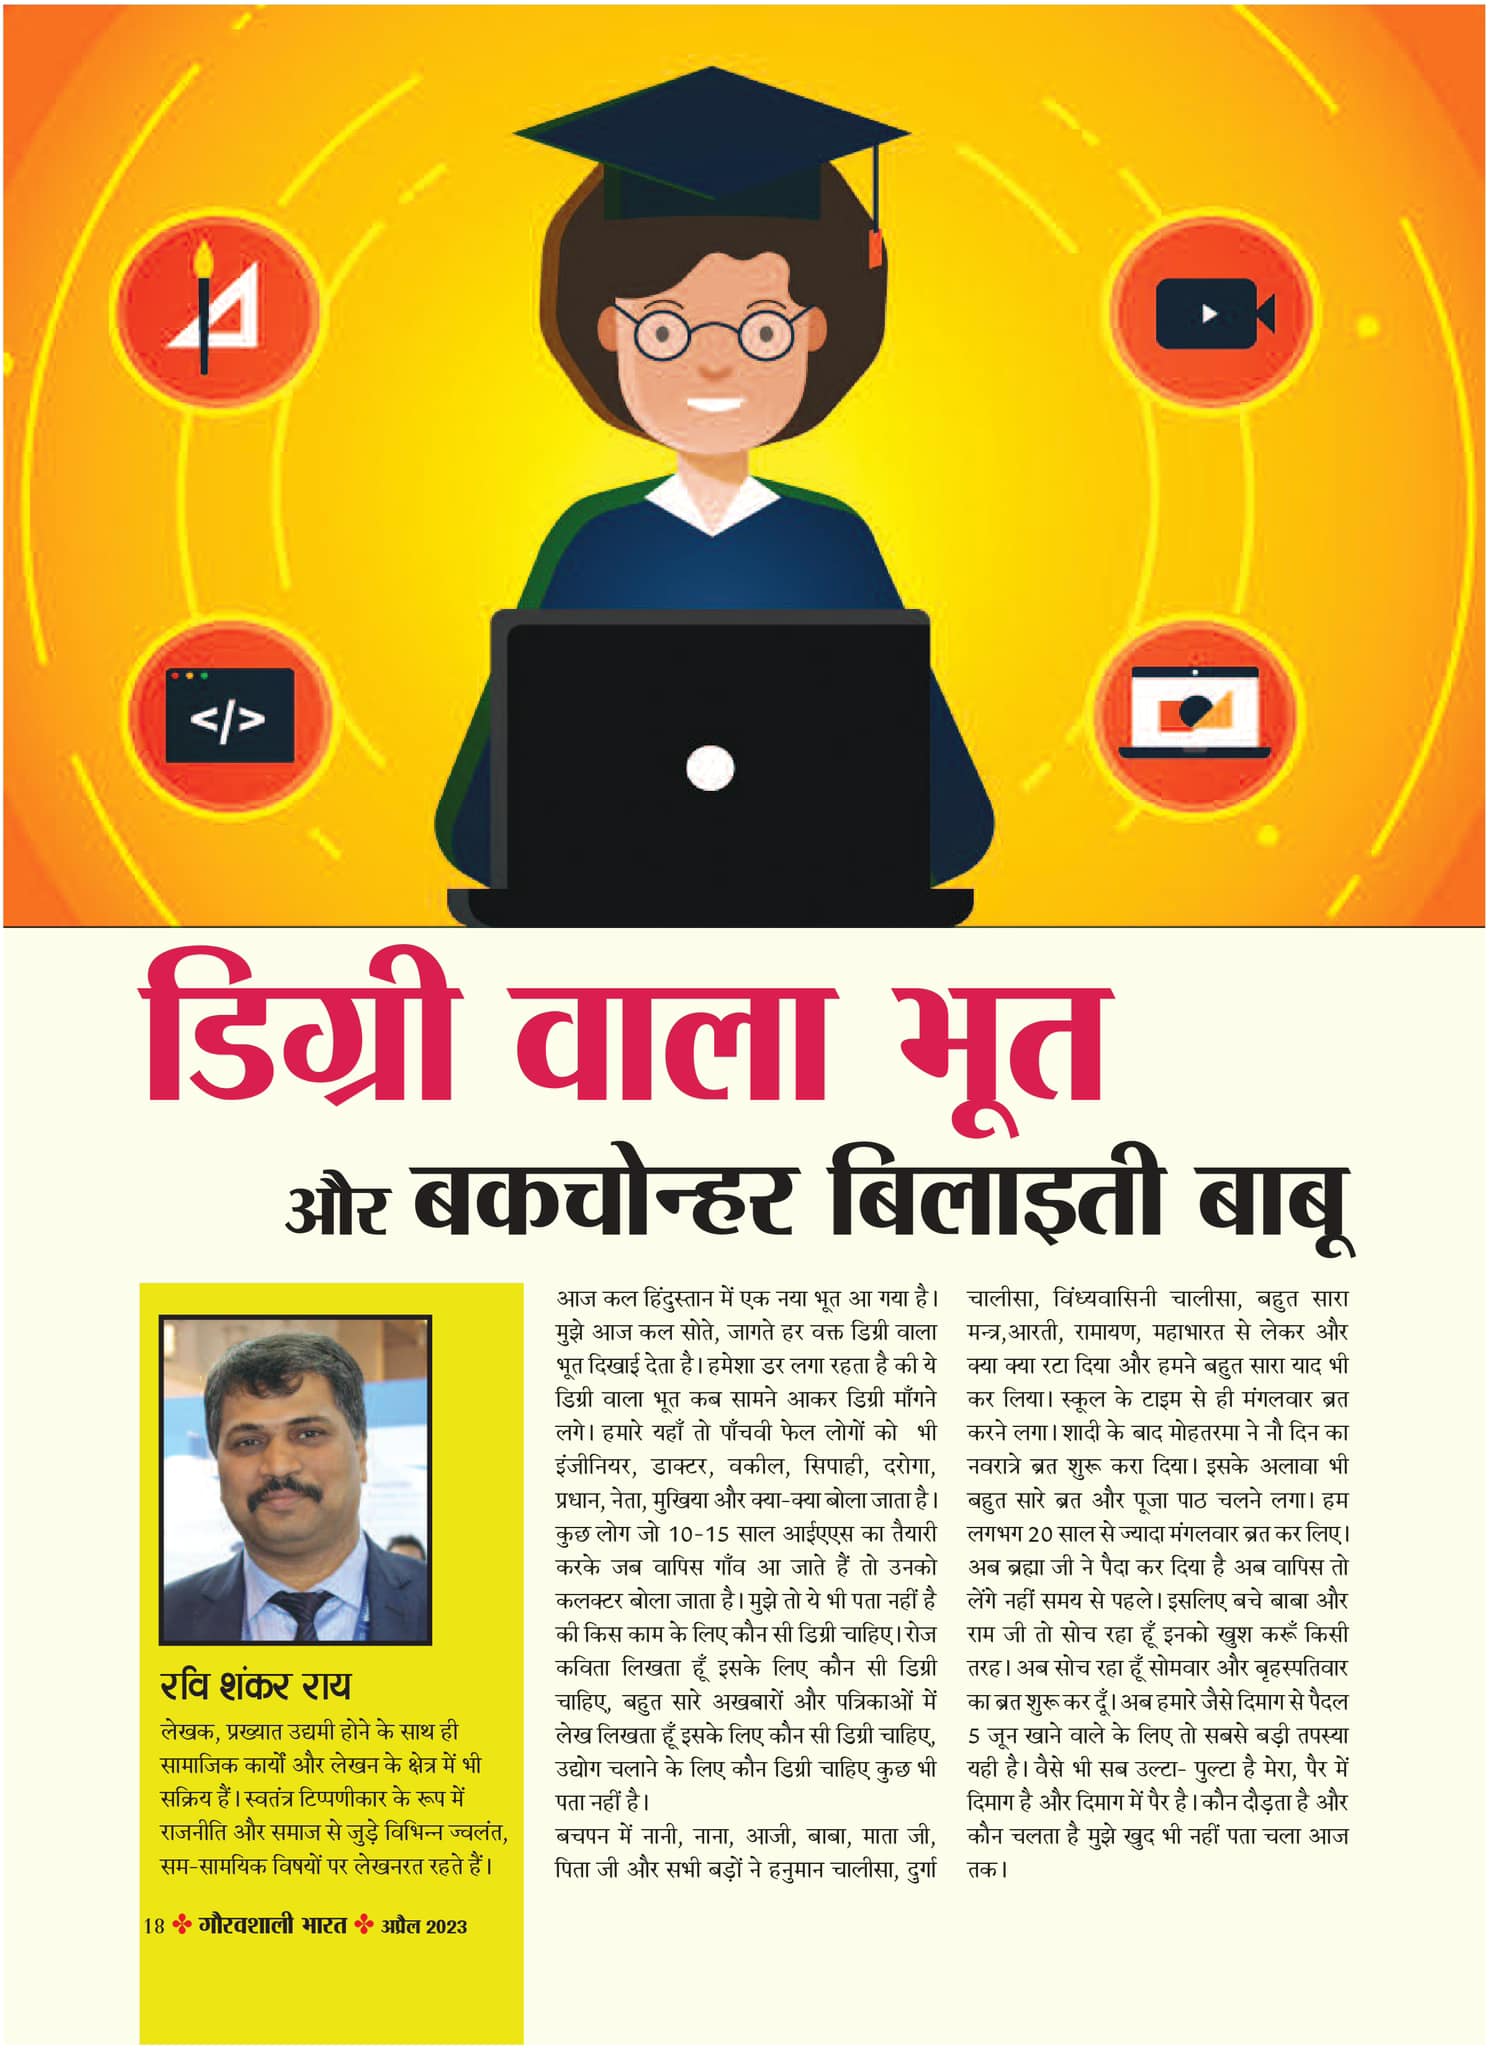 </>
डिग्री वाला भूत
और बकचोन्हर बिलाइती बाबू
रवि शंकर राय
लेखक, प्रख्यात उद्यमी होने के साथ ही
सामाजिक कार्यों और लेखन के क्षेत्र में भी
सक्रिय हैं। स्वतंत्र टिप्पणीकार के रूप में
राजनीति और समाज से जुड़े विभिन्न ज्वलंत,
सम-सामयिक विषयों पर लेखनरत रहते हैं।
आज कल हिंदुस्तान में एक नया भूत आ गया है।
मुझे आज कल सोते, जागते हर वक्त डिग्री वाला
भूत दिखाई देता है। हमेशा डर लगा रहता है की ये
डिग्री वाला भूत कब सामने आकर डिग्री माँगने
लगे। हमारे यहाँ तो पाँचवी फेल लोगों को भी
इंजीनियर, डाक्टर, वकील, सिपाही, दरोगा,
प्रधान, नेता, मुखिया और क्या-क्या बोला जाता है।
कुछ लोग जो 10-15 साल आईएएस का तैयारी
करके जब वापिस गाँव आ जाते हैं तो उनको
कलक्टर बोला जाता है। मुझे तो ये भी पता नहीं है
की किस काम के लिए कौन सी डिग्री चाहिए। रोज
कविता लिखता हूँ इसके लिए कौन सी डिग्री
चाहिए, बहुत सारे अखबारों और पत्रिकाओं में
लेख लिखता हूँ इसके लिए कौन सी डिग्री चाहिए,
उद्योग चलाने के लिए कौन डिग्री चाहिए कुछ भी
पता नहीं है।
बचपन में नानी, नाना, आजी, बाबा, माता जी,
पिता जी और सभी बड़ों ने हनुमान चालीसा, दुर्गा
चालीसा, विंध्यवासिनी चालीसा, बहुत सारा
मन्त्र,आरती, रामायण, महाभारत से लेकर और
क्या क्या रटा दिया और हमने बहुत सारा याद भी
कर लिया। स्कूल के टाइम से ही मंगलवार ब्रत
करने लगा। शादी के बाद मोहतरमा ने नौ दिन का
नवरात्रे ब्रत शुरू करा दिया। इसके अलावा भी
बहुत सारे ब्रत और पूजा पाठ चलने लगा। हम
लगभग 20 साल से ज्यादा मंगलवार ब्रत कर लिए।
अब ब्रह्मा जी ने पैदा कर दिया है अब वापिस तो
लेंगे नहीं समय से पहले। इसलिए बचे बाबा और
राम जी तो सोच रहा हूँ इनको खुश करूँ किसी
तरह। अब सोच रहा हूँ सोमवार और बृहस्पतिवार
का ब्रत शुरू कर दूँ। अब हमारे जैसे दिमाग से पैदल
5 जून खाने वाले के लिए तो सबसे बड़ी तपस्या
यही है। वैसे भी सब उल्टा- पुल्टा है मेरा, पैर में
दिमाग है और दिमाग में पैर है। कौन दौड़ता है और
कौन चलता है मुझे खुद भी नहीं पता चला आज
तक।
18 गौरवशाली भारत अप्रैल 2023